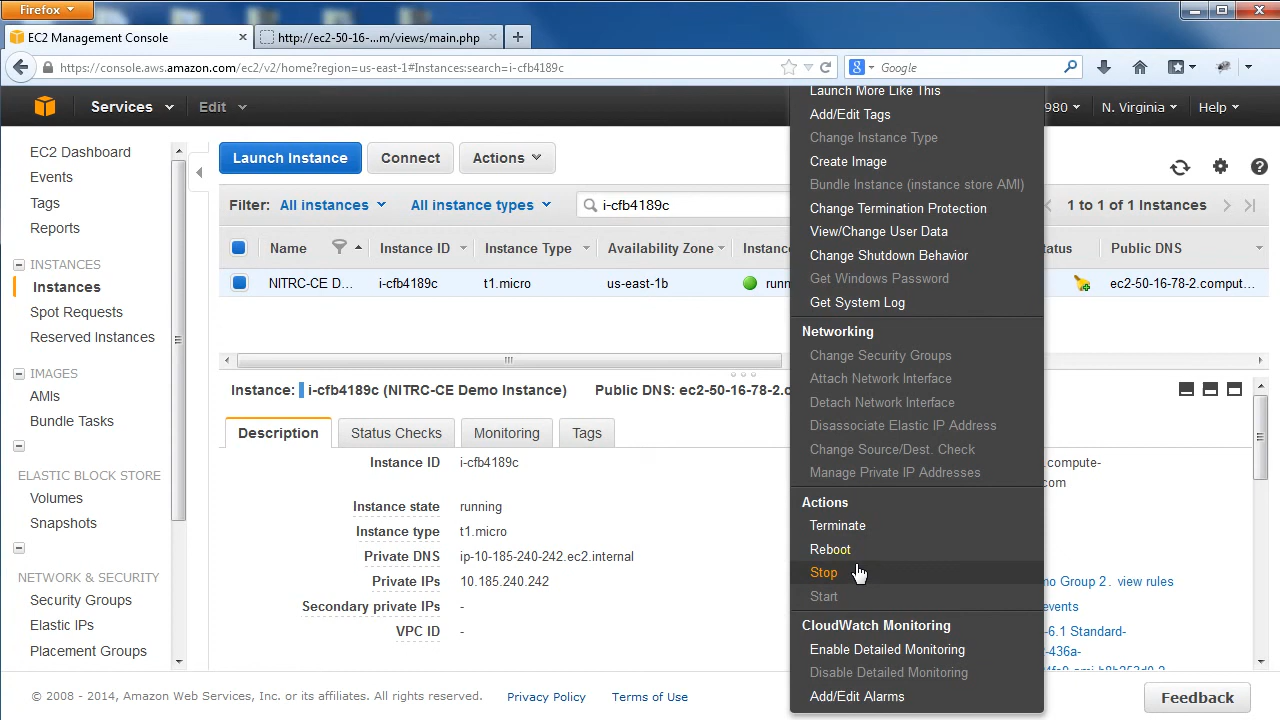 Firefox
EC2 Management Console
http://ec2-50-16-...m/views/main.php
https://console.aws.amazon.com/ec2/v2/home?region=us-east-1#Instances:search=i-cfb4189c
Google
Services
Edit
980
N. Virginia
Help
EC2 Dashboard
Events
Tags
Reports
INSTANCES
Instances
Spot Requests
Reserved Instances
IMAGES
AMIs
Bundle Tasks
ELASTIC BLOCK STORE
Volumes
Snapshots
NETWORK & SECURITY
Security Groups
Elastic IPs
Placement Groups
Launch Instance
Connect
Actions
Filter:
All instances
All instance types
i-cfb4189c
1 to 1 of 1 Instances
Name
Instance ID
Instance Type
Availability Zone
Instanc
tatus
Public DNS
NITRC-CE D...
i-cfb4189c
t1.micro
us-east-1b
runn
ec2-50-16-78-2.comput...
Instance:
i-cfb4189c (NITRC-CE Demo Instance)
Public DNS: ec2-50-16-78-2.c
Description
Status Checks
Monitoring
Tags
Instance ID
i-cfb4189c
Instance state
running
Instance type
t1.micro
Private DNS
ip-10-185-240-242.ec2.internal
Private IPs
10.185.240.242
Secondary private IPs
-
VPC ID
-
.compute-
com
mo Group 2. view rules
events
-6.1 Standard-
-436a-
Launch More Like This
Add/Edit Tags
Change Instance Type
Create Image
Bundle Instance (instance store AMI)
Change Termination Protection
View/Change User Data
Change Shutdown Behavior
Get Windows Password
Get System Log
Networking
Change Security Groups
Attach Network Interface
Detach Network Interface
Disassociate Elastic IP Address
Change Source/Dest. Check
Manage Private IP Addresses
Actions
Terminate
Reboot
Stop
Start
CloudWatch Monitoring
Enable Detailed Monitoring
Disable Detailed Monitoring
Add/Edit Alarms
© 2008 - 2014, Amazon Web Services, Inc. or its affiliates. All rights reserved.
Privacy Policy
Terms of Use
Feedback